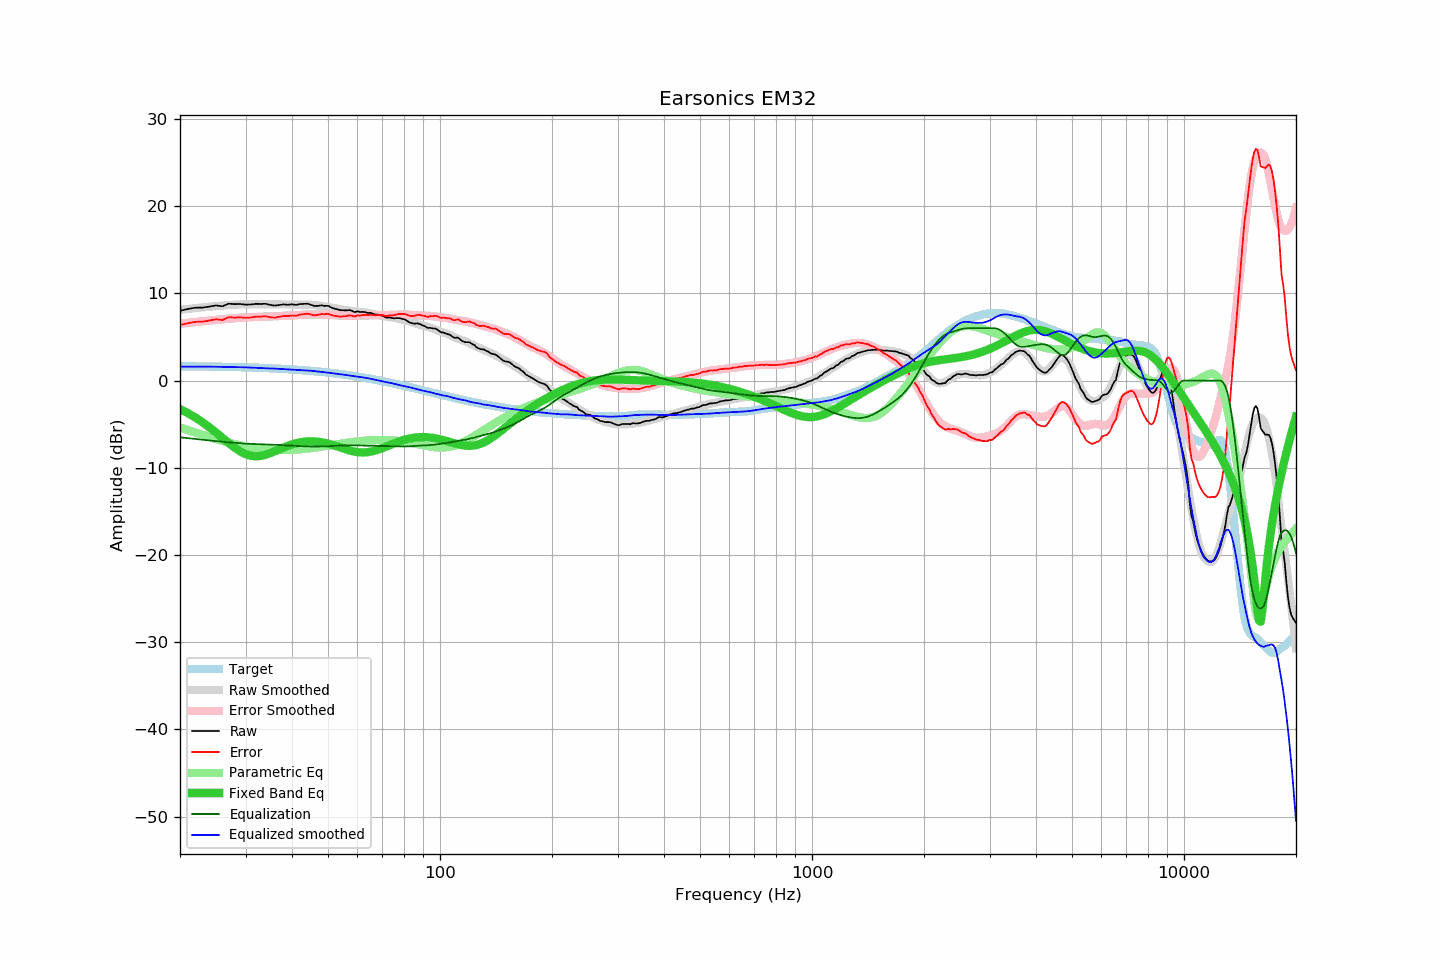 Earsonics EM32
30
20
10
0
−10
−20
−30
−40
−50
Amplitude (dBr)
Target
Raw Smoothed
Error Smoothed
Raw
Error
Parametric Eq
Fixed Band Eq
Equalization
Equalized smoothed
100 1000 10000
Frequency (Hz)